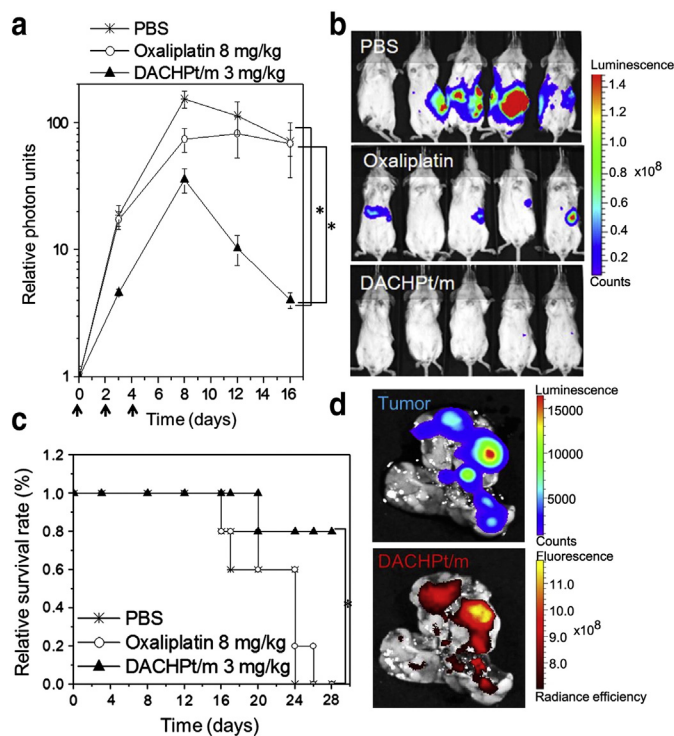 a
PBS
Oxaliplatin 8 mg/kg
DACHPt/m 3 mg/kg
Relative photon units
100
10
1
0 2 4 6 8 10 12 14 16
Time (days)
*
*
b
PBS
Oxaliplatin
DACHPt/m
Luminescence
1.4
1.2
1.0
0.8
x10⁸
0.6
0.4
0.2
Counts
c
Relative survival rate (%)
1.2
1.0
0.8
0.6
0.4
0.2
0.0
PBS
Oxaliplatin 8 mg/kg
DACHPt/m 3 mg/kg
*
0 4 8 12 16 20 24 28
Time (days)
d
Tumor
Luminescence
15000
10000
5000
Counts
DACHPt/m
Fluorescence
11.0
10.0
x10⁸
9.0
8.0
Radiance efficiency